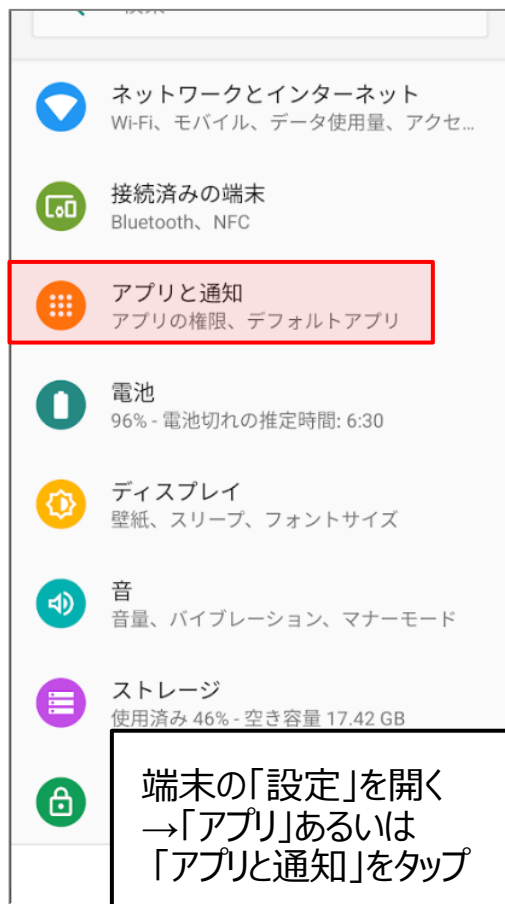 ネットワークとインターネット
Wi-Fi、モバイル、データ使用量、アクセ...
接続済みの端末
Bluetooth、NFC
アプリと通知
アプリの権限、デフォルトアプリ
電池
96% - 電池切れの推定時間: 6:30
ディスプレイ
壁紙、スリープ、フォントサイズ
音
音量、バイブレーション、マナーモード
ストレージ
使用済み 46% - 空き容量 17.42 GB
端末の「設定」を開く
→「アプリ」あるいは
「アプリと通知」をタップ